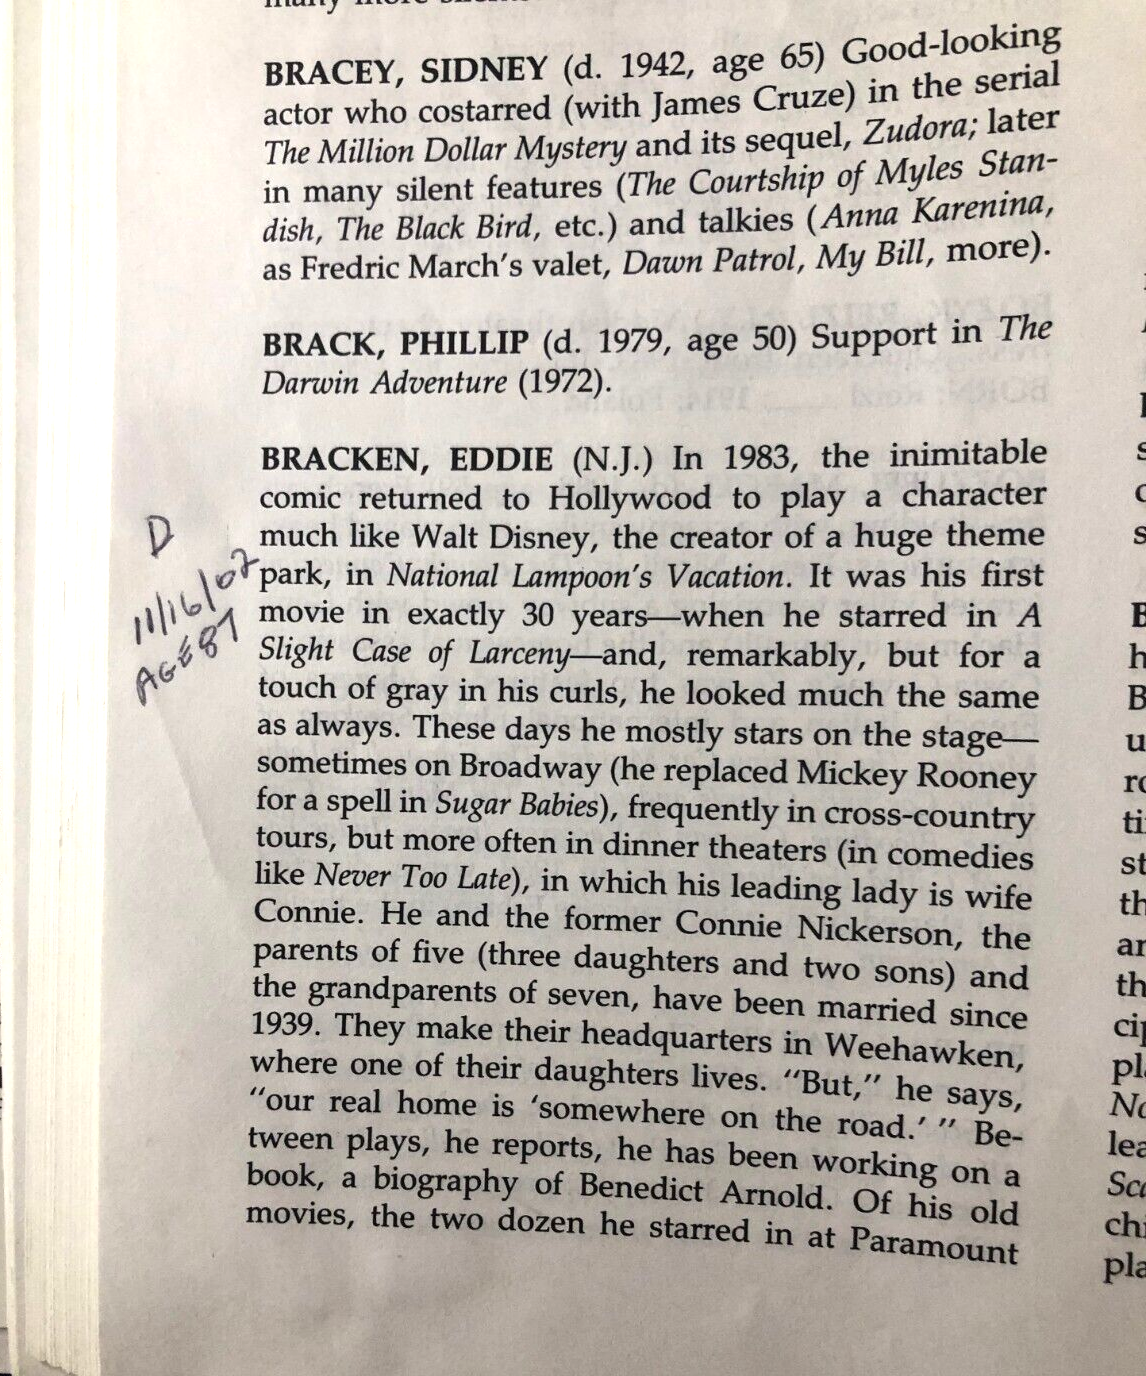 BRACEY, SIDNEY (d. 1942, age 65) Good-looking
actor who costarred (with James Cruze) in the serial
The Million Dollar Mystery and its sequel, Zudora; later
in many silent features (The Courtship of Myles Stan-
dish, The Black Bird, etc.) and talkies (Anna Karenina,
as Fredric March's valet, Dawn Patrol, My Bill, more).
BRACK, PHILLIP (d. 1979, age 50) Support in The
Darwin Adventure (1972).
BRACKEN, EDDIE (N.J.) In 1983, the inimitable
comic returned to Hollywood to play a character
much like Walt Disney, the creator of a huge theme
park, in National Lampoon's Vacation. It was his first
movie in exactly 30 years—when he starred in A
Slight Case of Larceny—and, remarkably, but for a
touch of gray in his curls, he looked much the same
as always. These days he mostly stars on the stage—
sometimes on Broadway (he replaced Mickey Rooney
for a spell in Sugar Babies), frequently in cross-country
tours, but more often in dinner theaters (in comedies
like Never Too Late), in which his leading lady is wife
Connie. He and the former Connie Nickerson, the
parents of five (three daughters and two sons) and
the grandparents of seven, have been married since
1939. They make their headquarters in Weehawken,
where one of their daughters lives. "But," he says,
"our real home is 'somewhere on the road.' " Be-
tween plays, he reports, he has been working on a
book, a biography of Benedict Arnold. Of his old
movies, the two dozen he starred in at Paramount
D
11/16/02
AGE 87